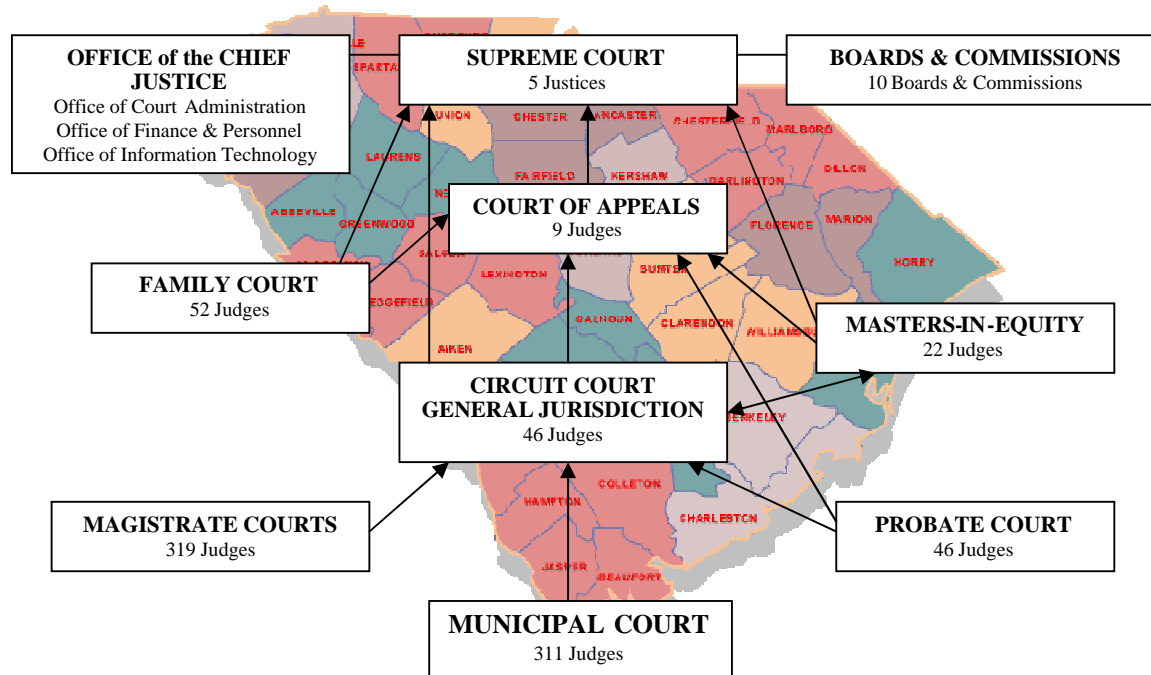 OFFICE of the CHIEF
JUSTICE
Office of Court Administration
Office of Finance & Personnel
Office of Information Technology
SUPREME COURT
5 Justices
BOARDS & COMMISSIONS
10 Boards & Commissions
UNION
CHESTER
LANCASTER
CHESTERFIELD
MARLBORO
DILLON
LAURENS
FAIRFIELD
KERSHAW
DARLINGTON
ABBEVILLE
GREENWOOD
COURT OF APPEALS
9 Judges
FLORENCE
MARION
HORRY
FAMILY COURT
52 Judges
LEXINGTON
EDGEFIELD
CALHOUN
CLARENDON
AIKEN
MASTERS-IN-EQUITY
22 Judges
CIRCUIT COURT
GENERAL JURISDICTION
46 Judges
BERKELEY
COLLETON
HAMPTON
CHARLESTON
MAGISTRATE COURTS
319 Judges
PROBATE COURT
46 Judges
JASPER
BEAUFORT
MUNICIPAL COURT
311 Judges